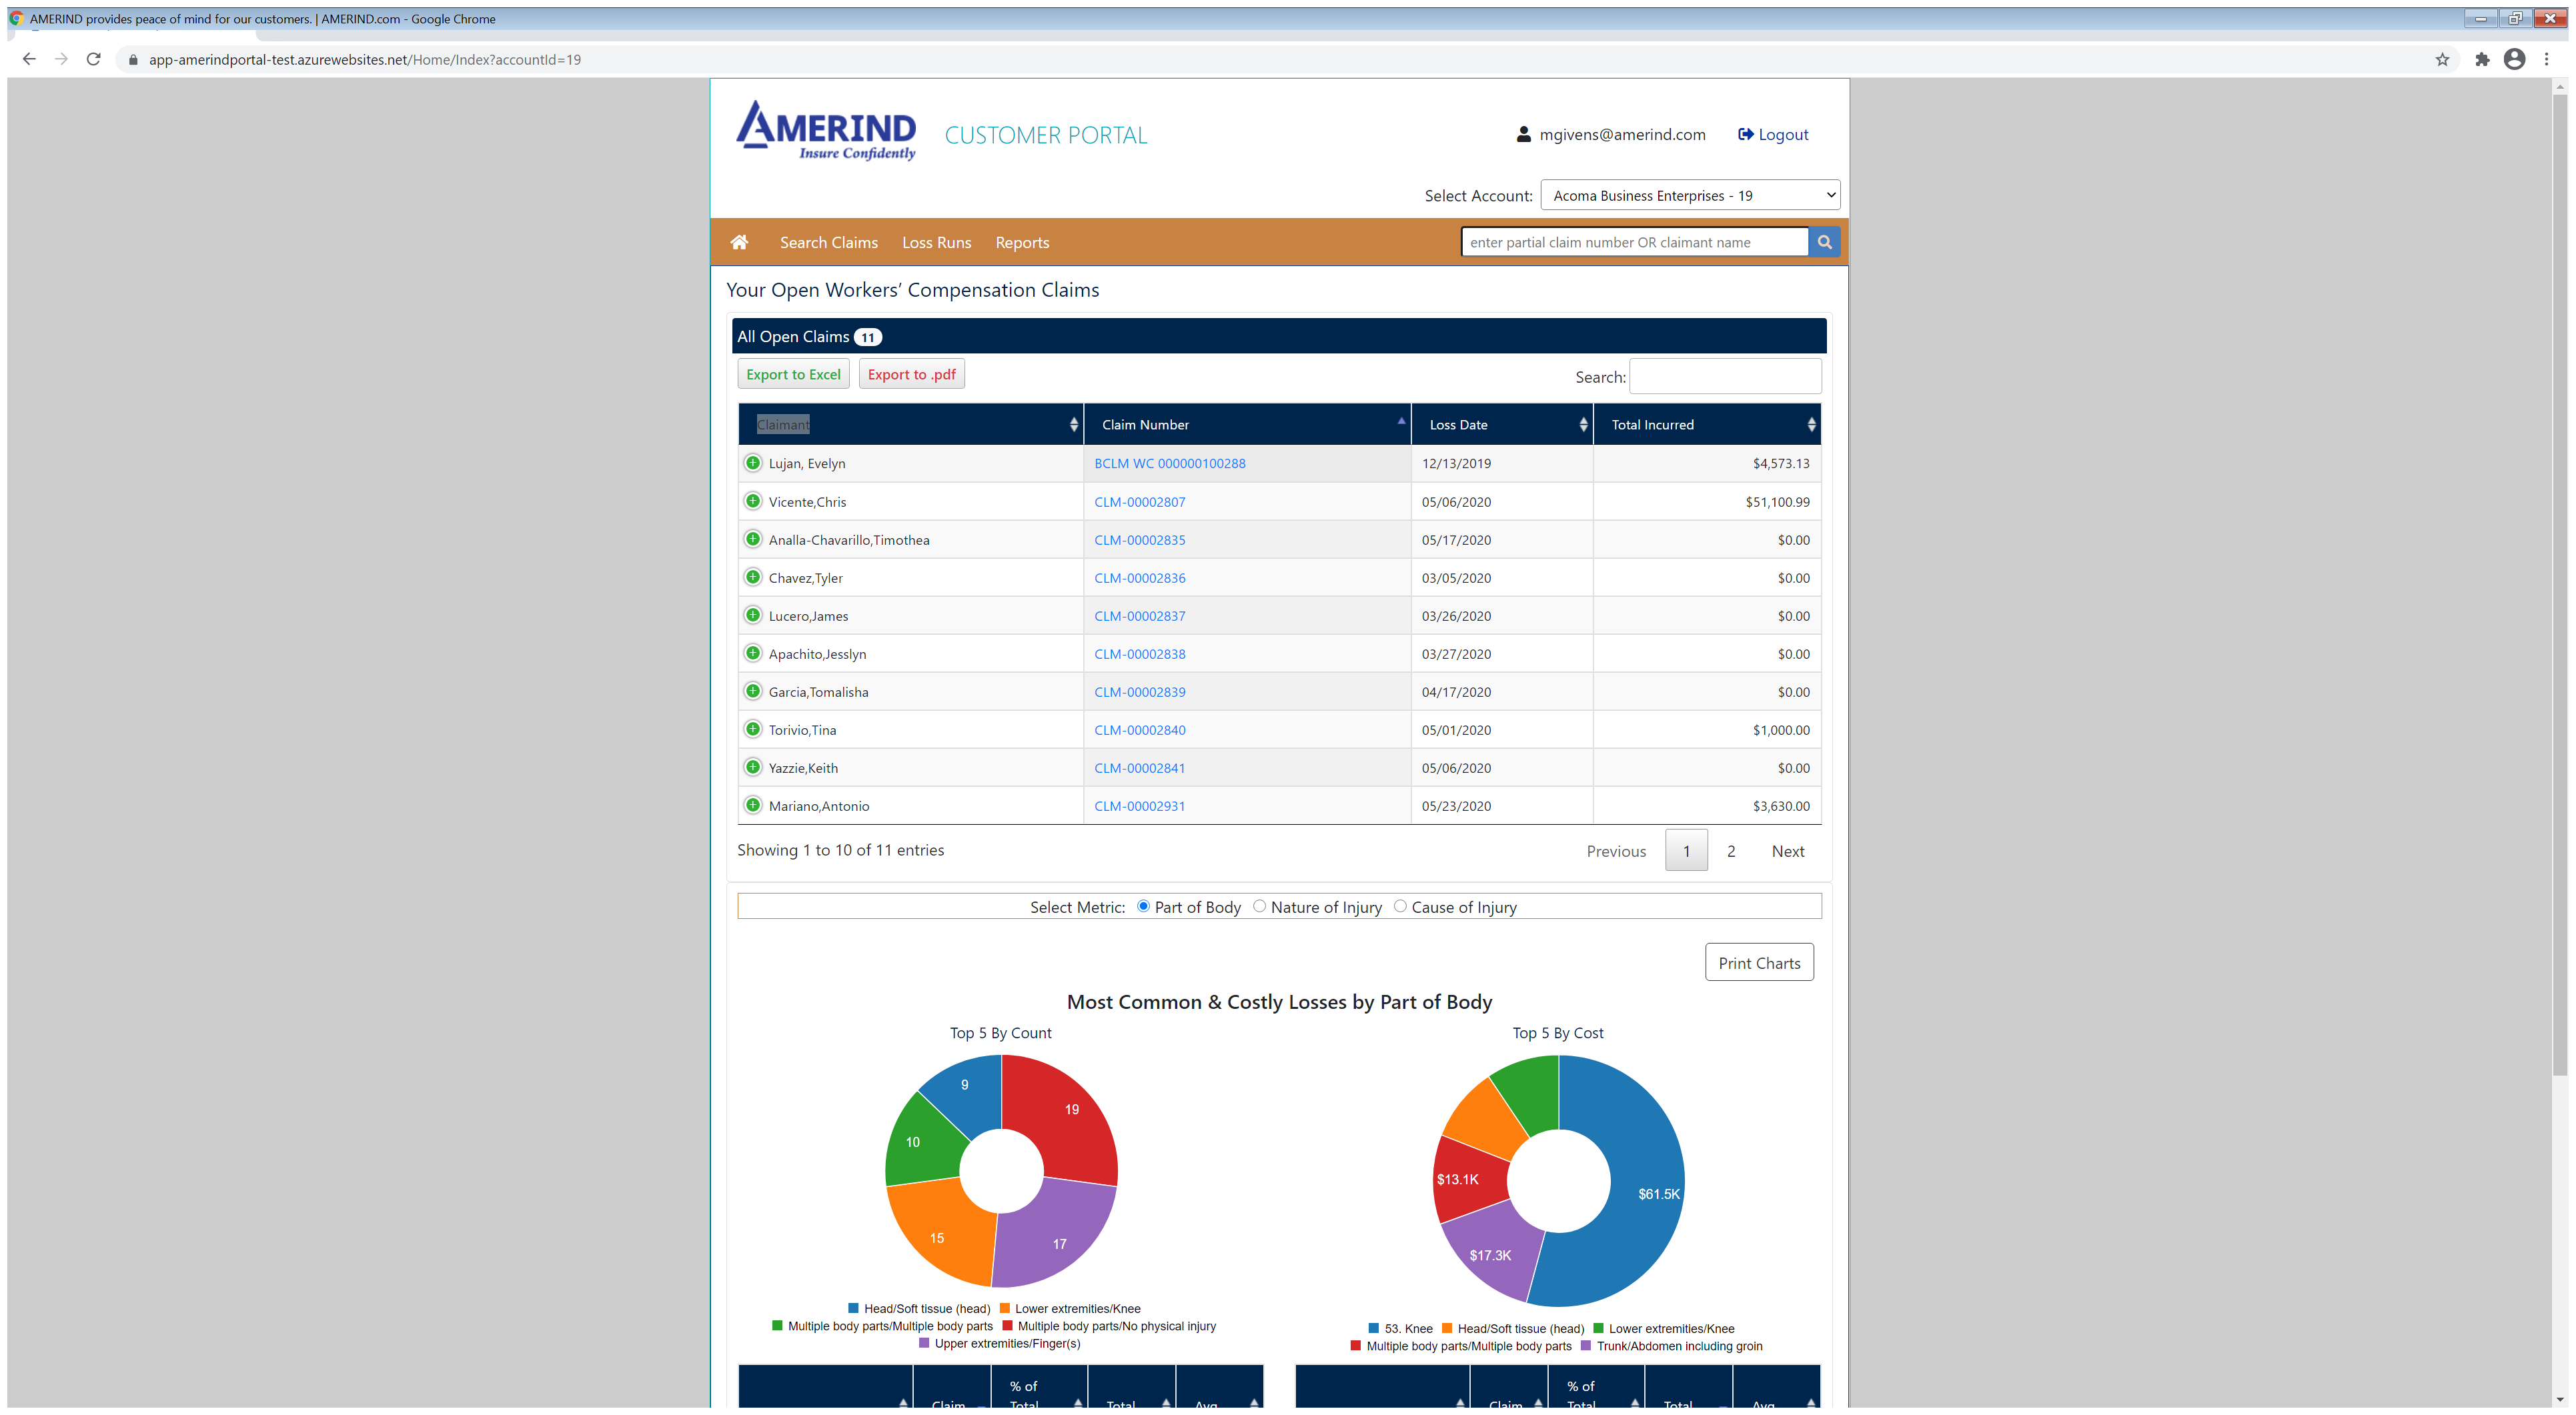 AMERIND provides peace of mind for our customers. | AMERIND.com - Google Chrome
app-amerindportal-test.azurewebsites.net/Home/Index?accountId=19
AMERIND
Insure Confidently
CUSTOMER PORTAL
mgivens@amerind.com Logout
Select Account: Acoma Business Enterprises - 19
Search Claims Loss Runs Reports enter partial claim number OR claimant name
Your Open Workers’ Compensation Claims
All Open Claims 11
Export to Excel Export to .pdf Search:
Claimant Claim Number Loss Date Total Incurred
Lujan, Evelyn BCLM WC 000000100288 12/13/2019 $4,573.13
Vicente,Chris CLM-00002807 05/06/2020 $51,100.99
Analla-Chavarillo,Timothea CLM-00002835 05/17/2020 $0.00
Chavez,Tyler CLM-00002836 03/05/2020 $0.00
Lucero,James CLM-00002837 03/26/2020 $0.00
Apachito,Jesslyn CLM-00002838 03/27/2020 $0.00
Garcia,Tomalisha CLM-00002839 04/17/2020 $0.00
Torivio,Tina CLM-00002840 05/01/2020 $1,000.00
Yazzie,Keith CLM-00002841 05/06/2020 $0.00
Mariano,Antonio CLM-00002931 05/23/2020 $3,630.00
Showing 1 to 10 of 11 entries Previous 1 2 Next
Select Metric: Part of Body Nature of Injury Cause of Injury
Print Charts
Most Common & Costly Losses by Part of Body
Top 5 By Count
9
19
10
15
17
Head/Soft tissue (head) Lower extremities/Knee
Multiple body parts/Multiple body parts Multiple body parts/No physical injury
Upper extremities/Finger(s)
Top 5 By Cost
$13.1K
$61.5K
$17.3K
53. Knee Head/Soft tissue (head) Lower extremities/Knee
Multiple body parts/Multiple body parts Trunk/Abdomen including groin
% of
Claim Total Total Avg
% of
Claim Total Total Avg